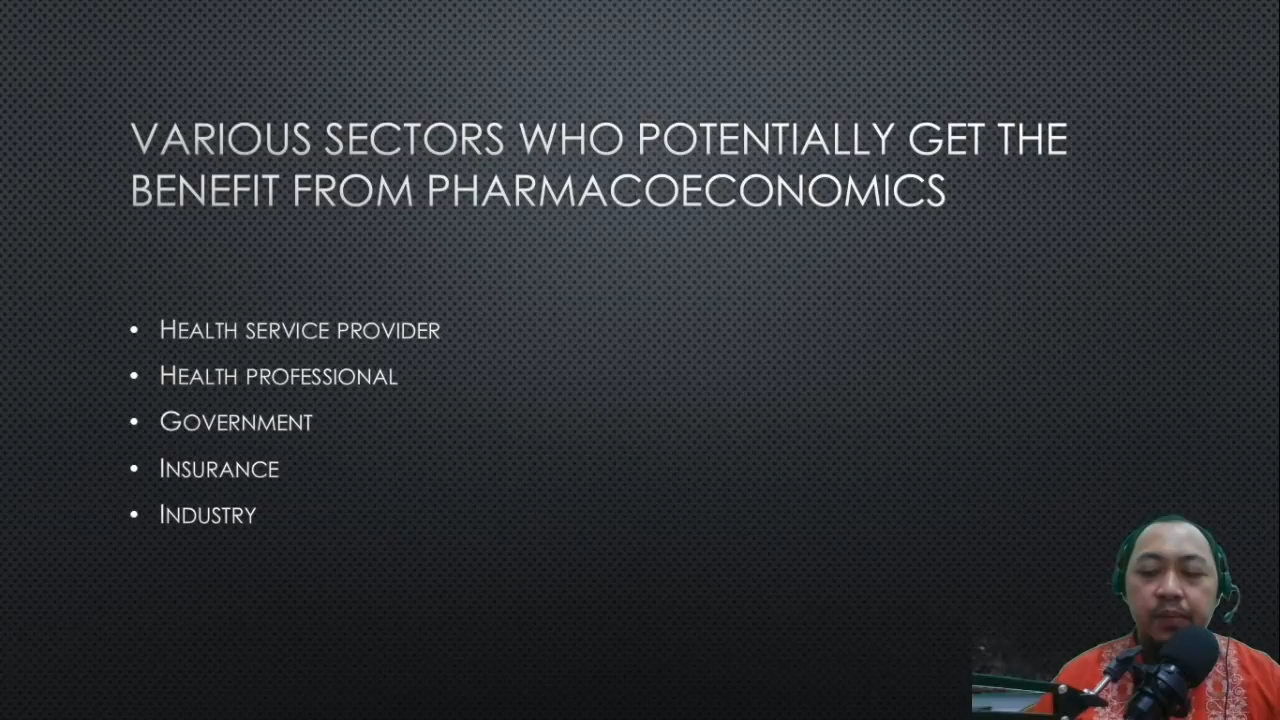 VARIOUS SECTORS WHO POTENTIALLY GET THE
BENEFIT FROM PHARMACOECONOMICS
• HEALTH SERVICE PROVIDER
• HEALTH PROFESSIONAL
• GOVERNMENT
• INSURANCE
• INDUSTRY